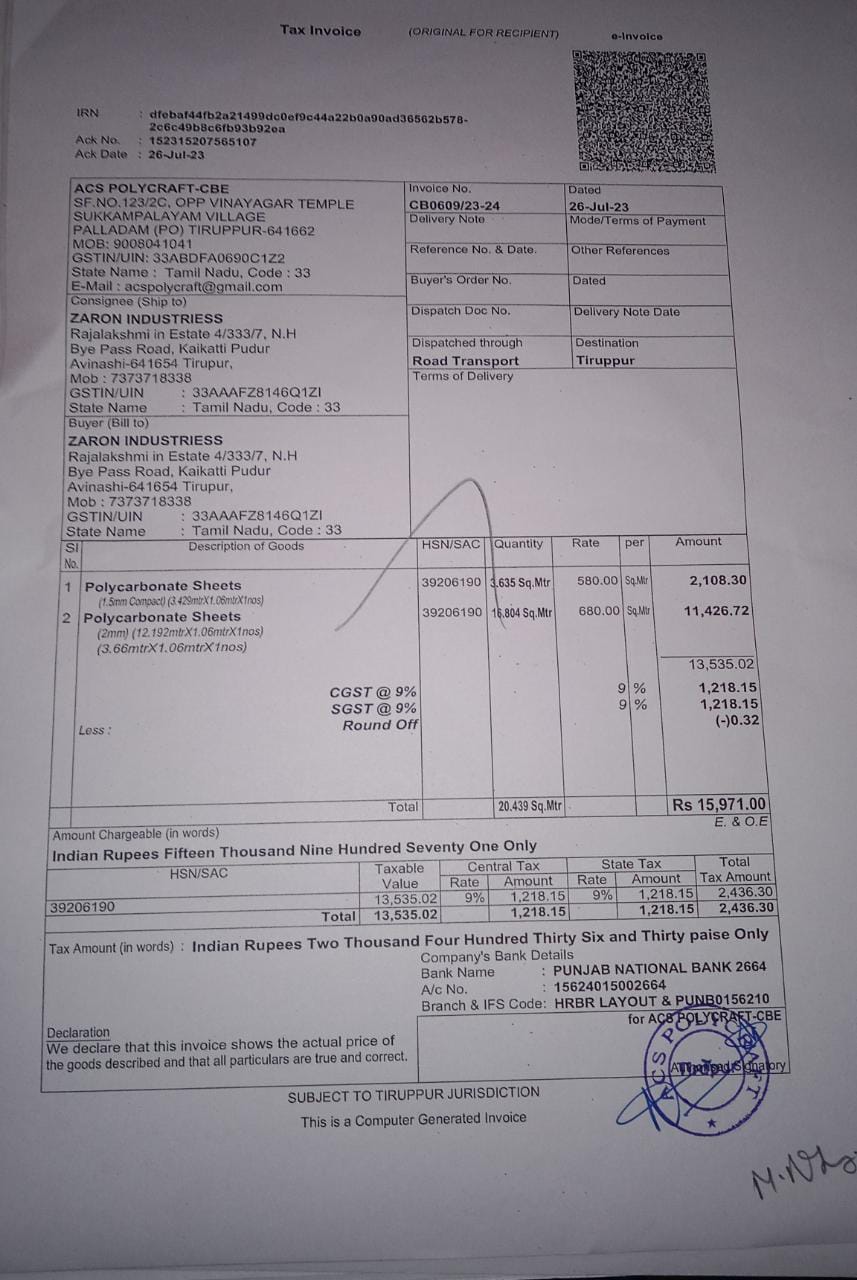 Tax Invoice (ORIGINAL FOR RECIPIENT) e-Invoice
IRN : dfebaf44fb2a21499dc0ef9c44a22b0a90ad36562b578-
2c6c49b8c6fb93b92ea
Ack No. : 152315207565107
Ack Date : 26-Jul-23
ACS POLYCRAFT-CBE
SF.NO.123/2C, OPP VINAYAGAR TEMPLE
SUKKAMPALAYAM VILLAGE
PALLADAM (PO) TIRUPPUR-641662
MOB: 9008041041
GSTIN/UIN: 33ABDFA0690C1Z2
State Name : Tamil Nadu, Code : 33
E-Mail : acspolycraft@gmail.com
Invoice No. Dated
CB0609/23-24 26-Jul-23
Delivery Note Mode/Terms of Payment
Reference No. & Date. Other References
Buyer's Order No. Dated
Dispatch Doc No. Delivery Note Date
Dispatched through Destination
Road Transport Tiruppur
Terms of Delivery
Consignee (Ship to)
ZARON INDUSTRIESS
Rajalakshmi in Estate 4/333/7, N.H
Bye Pass Road, Kaikatti Pudur
Avinashi-641654 Tirupur,
Mob : 7373718338
GSTIN/UIN : 33AAAFZ8146Q1ZI
State Name : Tamil Nadu, Code : 33
Buyer (Bill to)
ZARON INDUSTRIESS
Rajalakshmi in Estate 4/333/7, N.H
Bye Pass Road, Kaikatti Pudur
Avinashi-641654 Tirupur,
Mob : 7373718338
GSTIN/UIN : 33AAAFZ8146Q1ZI
State Name : Tamil Nadu, Code : 33
SI No. Description of Goods HSN/SAC Quantity Rate per Amount
1 Polycarbonate Sheets 39206190 3.635 Sq.Mtr 580.00 Sq.Mtr 2,108.30
(1.5mm Compact) (3.429mtrX1.06mtrX1nos)
2 Polycarbonate Sheets 39206190 16.804 Sq.Mtr 680.00 Sq.Mtr 11,426.72
(2mm) (12.192mtrX1.06mtrX1nos)
(3.66mtrX1.06mtrX1nos)
13,535.02
CGST @ 9% 9 % 1,218.15
SGST @ 9% 9 % 1,218.15
Less : Round Off (-)0.32
Total 20.439 Sq.Mtr Rs 15,971.00
Amount Chargeable (in words) E. & O.E
Indian Rupees Fifteen Thousand Nine Hundred Seventy One Only
HSN/SAC Taxable Value Central Tax State Tax Total Tax Amount
Rate Amount Rate Amount
39206190 13,535.02 9% 1,218.15 9% 1,218.15 2,436.30
Total 13,535.02 1,218.15 1,218.15 2,436.30
Tax Amount (in words) : Indian Rupees Two Thousand Four Hundred Thirty Six and Thirty paise Only
Company's Bank Details
Bank Name : PUNJAB NATIONAL BANK 2664
A/c No. : 15624015002664
Branch & IFS Code: HRBR LAYOUT & PUNB0156210
for ACS POLYCRAFT-CBE
Declaration
We declare that this invoice shows the actual price of
the goods described and that all particulars are true and correct.
Authorised Signatory
SUBJECT TO TIRUPPUR JURISDICTION
This is a Computer Generated Invoice